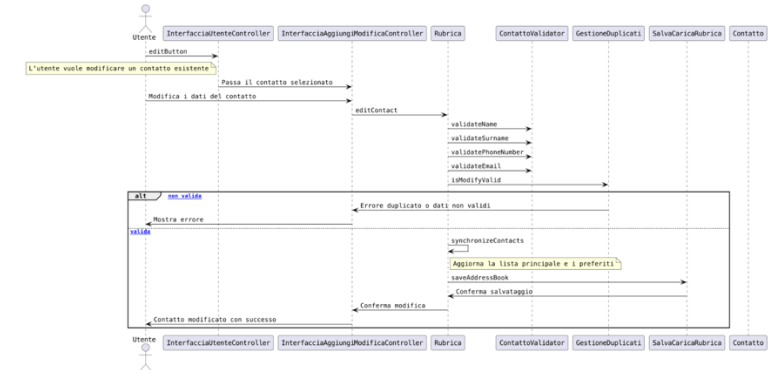 Utente
InterfacciaUtenteController
InterfacciaAggiungiModificaController
Rubrica
ContattoValidator
GestioneDuplicati
SalvaCaricaRubrica
Contatto
editButton
L'utente vuole modificare un contatto esistente
Passa il contatto selezionato
Modifica i dati del contatto
editContact
validateName
validateSurname
validatePhoneNumber
validateEmail
isModifyValid
alt
non valida
Errore duplicato o dati non validi
Mostra errore
valida
synchronizeContacts
Aggiorna la lista principale e i preferiti
saveAddressBook
Conferma salvataggio
Conferma modifica
Contatto modificato con successo
Utente
InterfacciaUtenteController
InterfacciaAggiungiModificaController
Rubrica
ContattoValidator
GestioneDuplicati
SalvaCaricaRubrica
Contatto